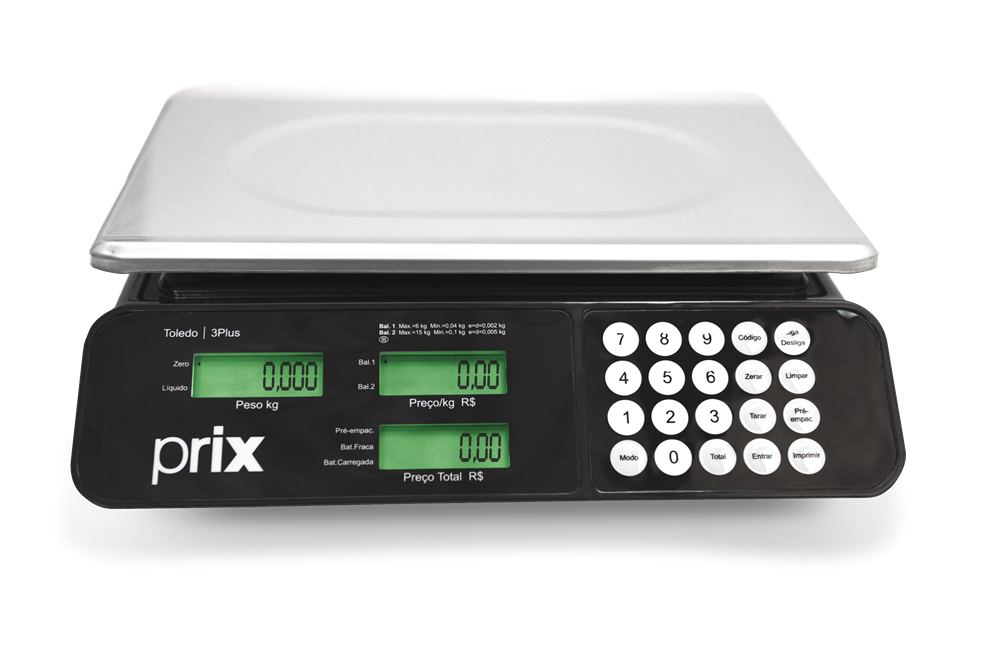 Toledo | 3Plus
Bal. 1 Max.=6 kg Min.=0,04 kg e=d=0,002 kg
Bal. 2 Max.=15 kg Min.=0,1 kg e=d=0,005 kg
Zero
Líquido
0,000
Peso kg
Bal.1
Bal.2
0,00
Preço/kg R$
prix
Pré-empac.
Bat.Fraca
Bat.Carregada
0,00
Preço Total R$
7 8 9 Código
Desliga
4 5 6 Zerar Limpar
1 2 3 Tarar Pré-
empac
Modo 0 Total Entrar Imprimir